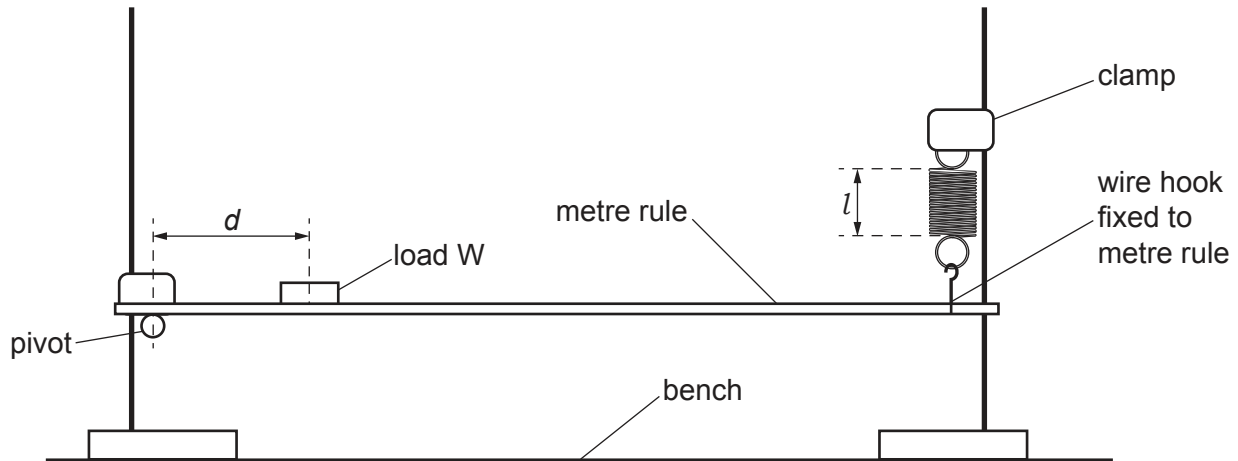 clamp
wire hook
fixed to
metre rule
l
metre rule
d
load W
pivot
bench